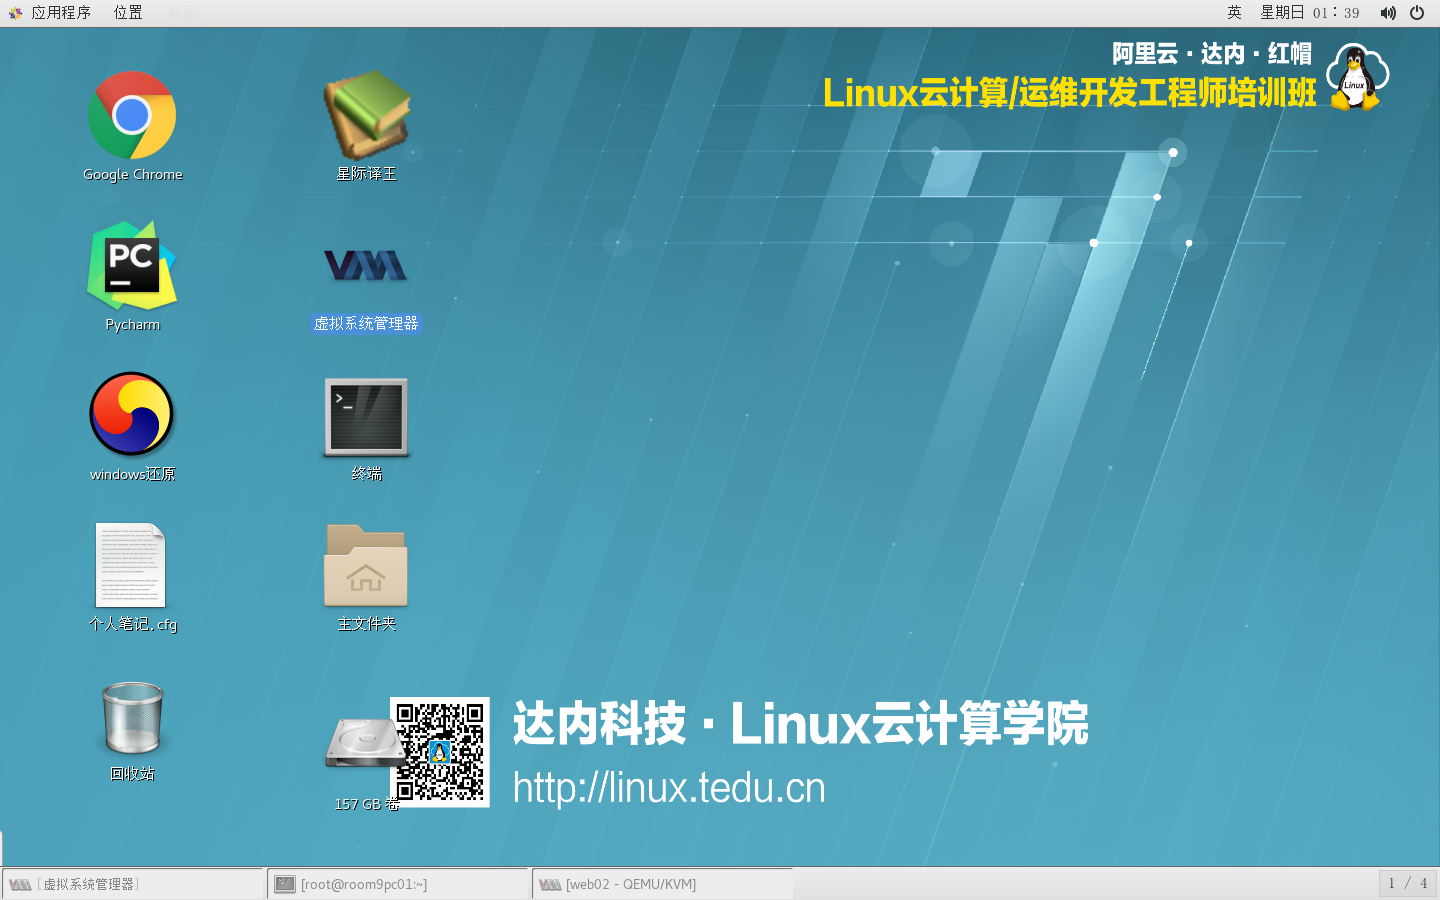 应用程序 位置 截图
英 星期日 01：39
阿里云·达内·红帽
Linux云计算/运维开发工程师培训班
Linux
Google Chrome
星际译王
PC
Pycharm
VM
虚拟系统管理器
>_
windows还原
终端
个人笔记.cfg
主文件夹
回收站
157 GB 卷
达内科技·Linux云计算学院
http://linux.tedu.cn
[虚拟系统管理器]
[root@room9pc01:~]
[web02 - QEMU/KVM]
1 / 4